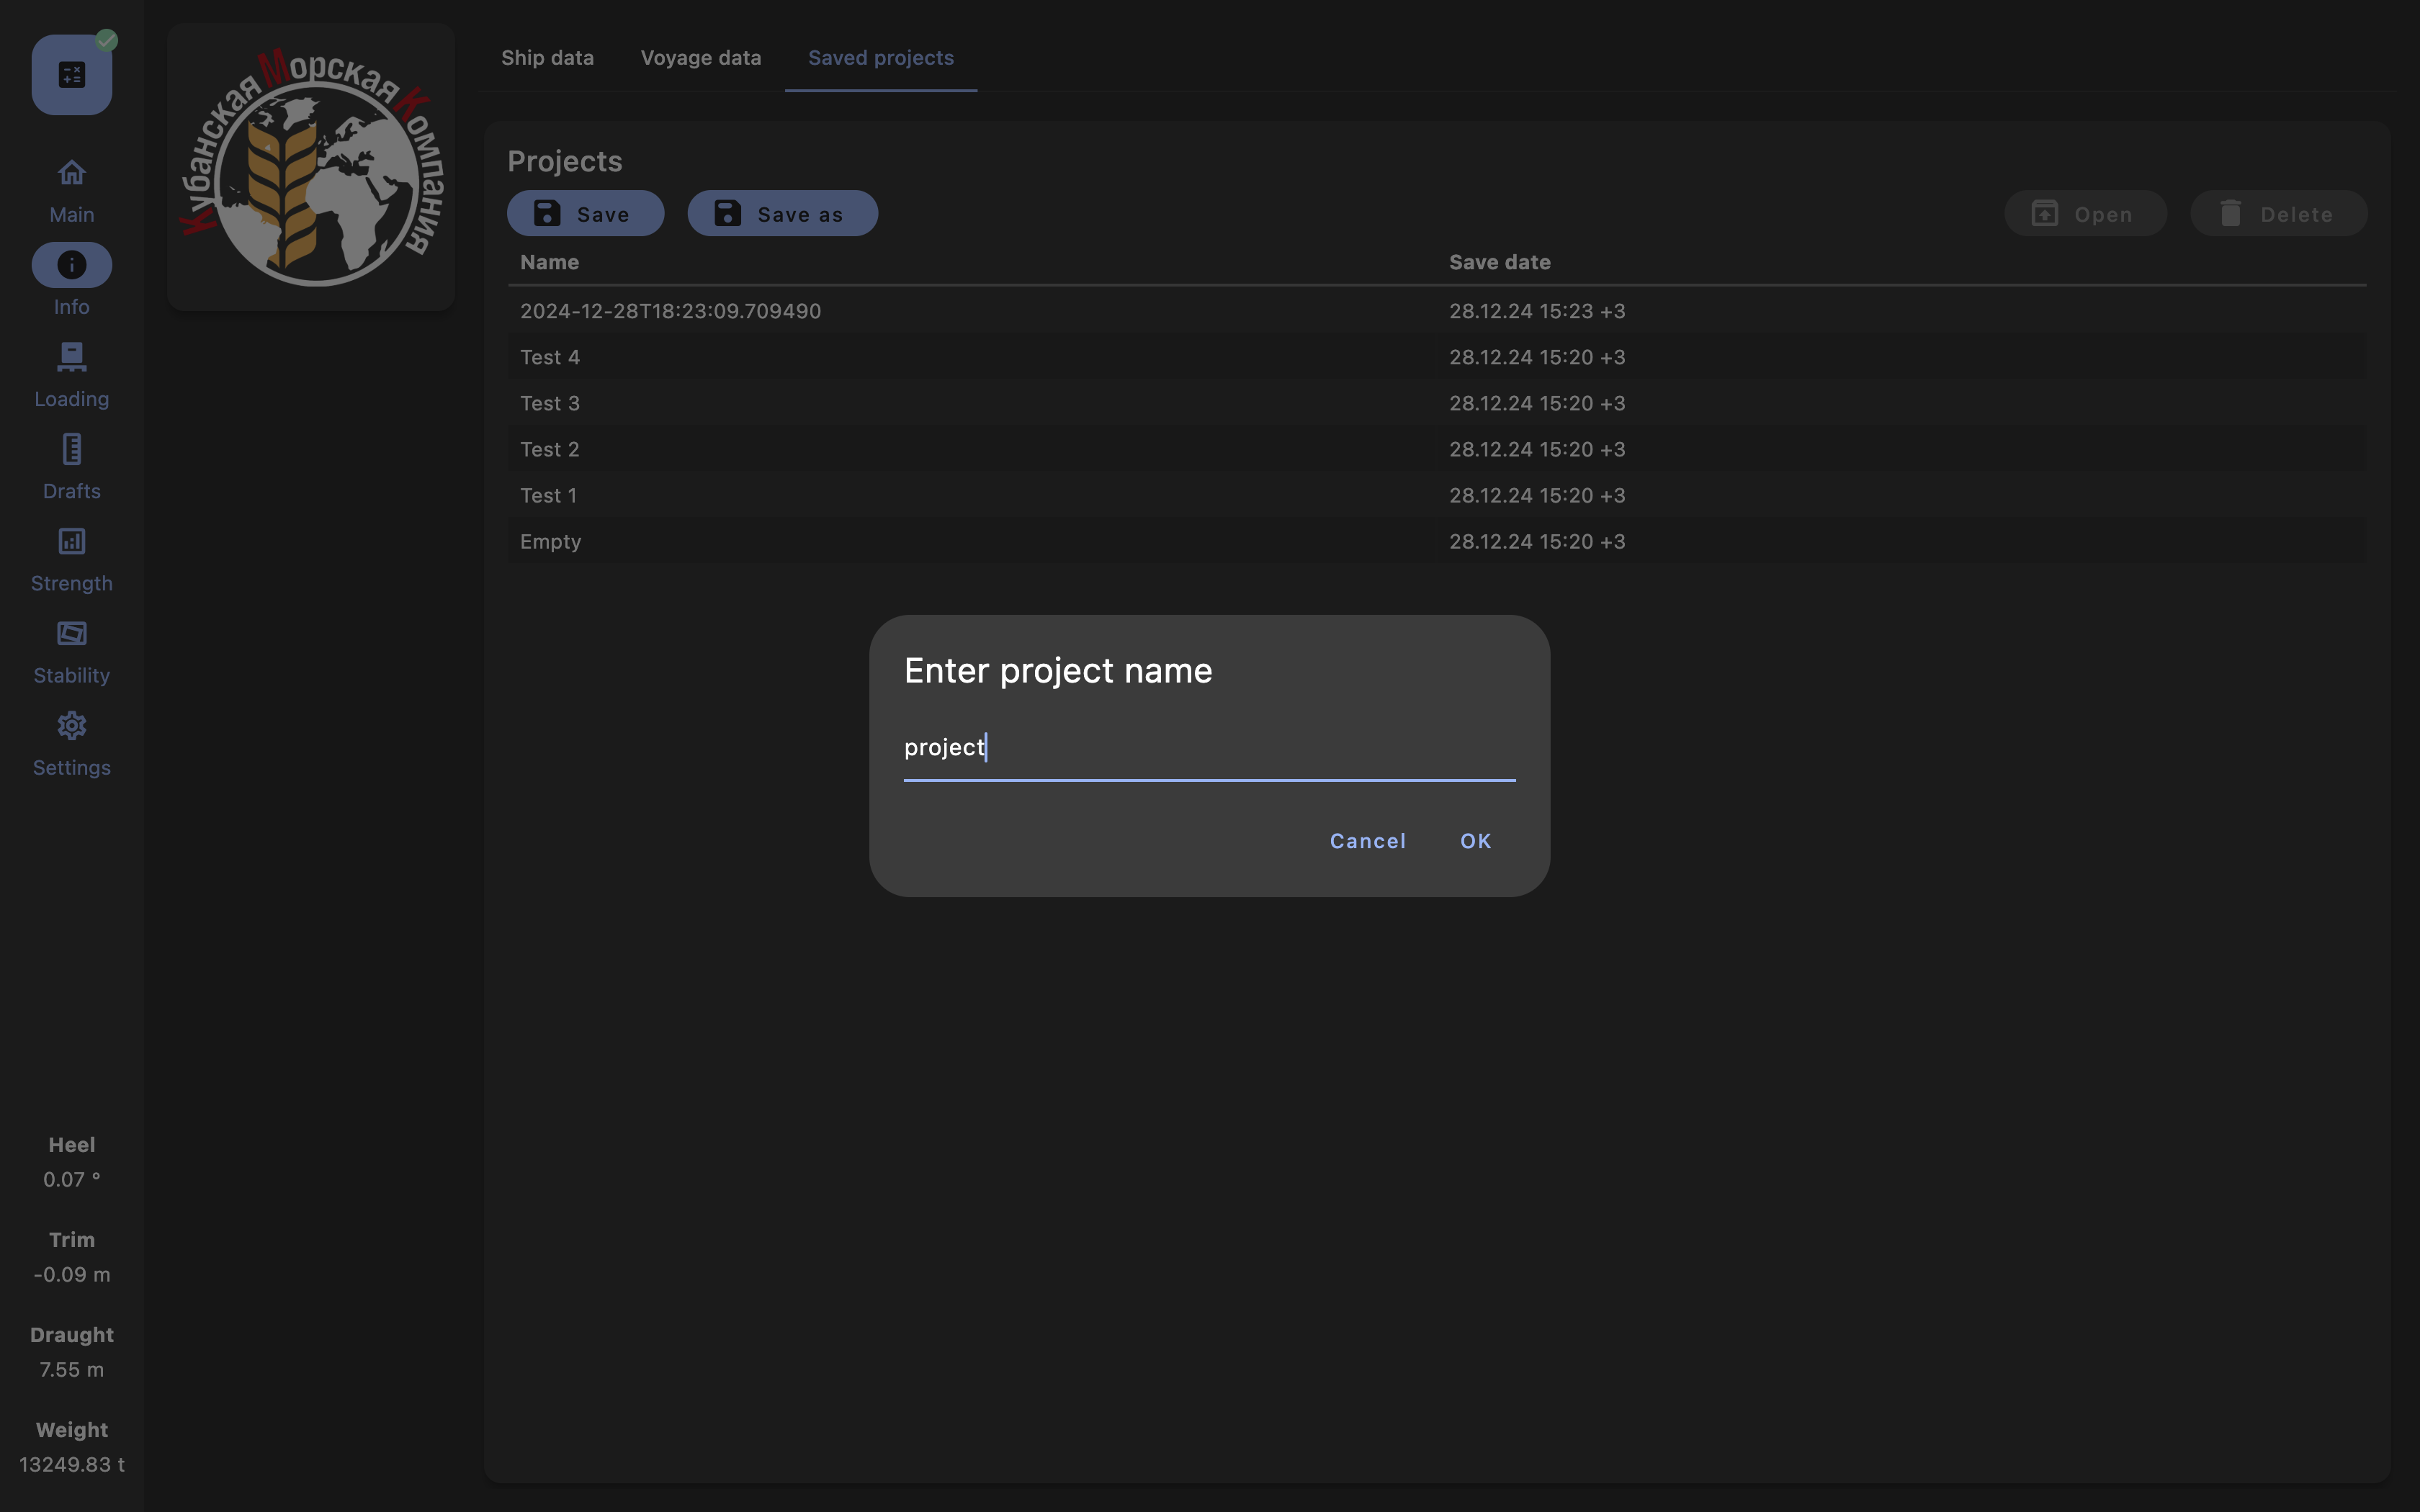 Main
Info
Loading
Drafts
Strength
Stability
Settings
Heel
0.07 °
Trim
-0.09 m
Draught
7.55 m
Weight
13249.83 t
Кубанская Морская Компания
Ship data Voyage data Saved projects
Projects
Save Save as Open Delete
Name Save date
2024-12-28T18:23:09.709490 28.12.24 15:23 +3
Test 4 28.12.24 15:20 +3
Test 3 28.12.24 15:20 +3
Test 2 28.12.24 15:20 +3
Test 1 28.12.24 15:20 +3
Empty 28.12.24 15:20 +3
Enter project name
project
Cancel OK